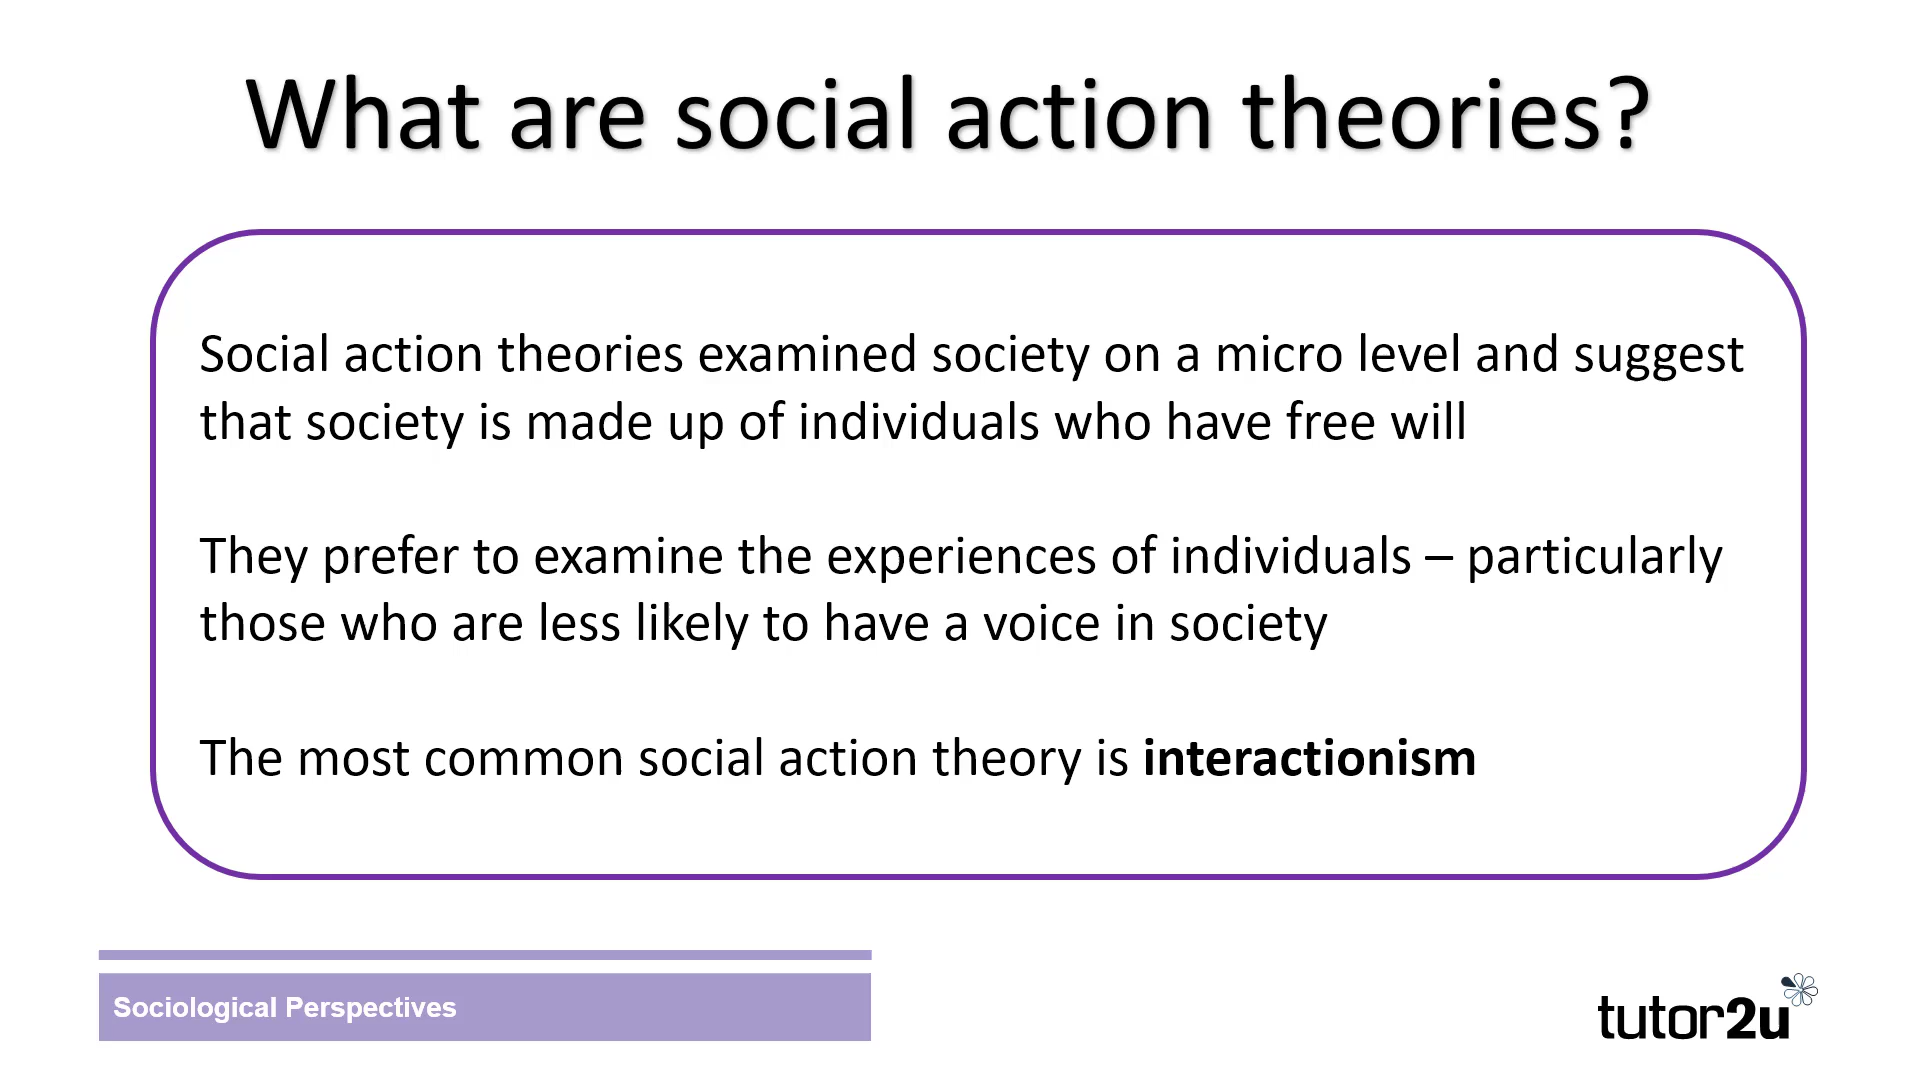 What are social action theories?
Social action theories examined society on a micro level and suggest
that society is made up of individuals who have free will
They prefer to examine the experiences of individuals – particularly
those who are less likely to have a voice in society
The most common social action theory is interactionism
Sociological Perspectives
tutor2u